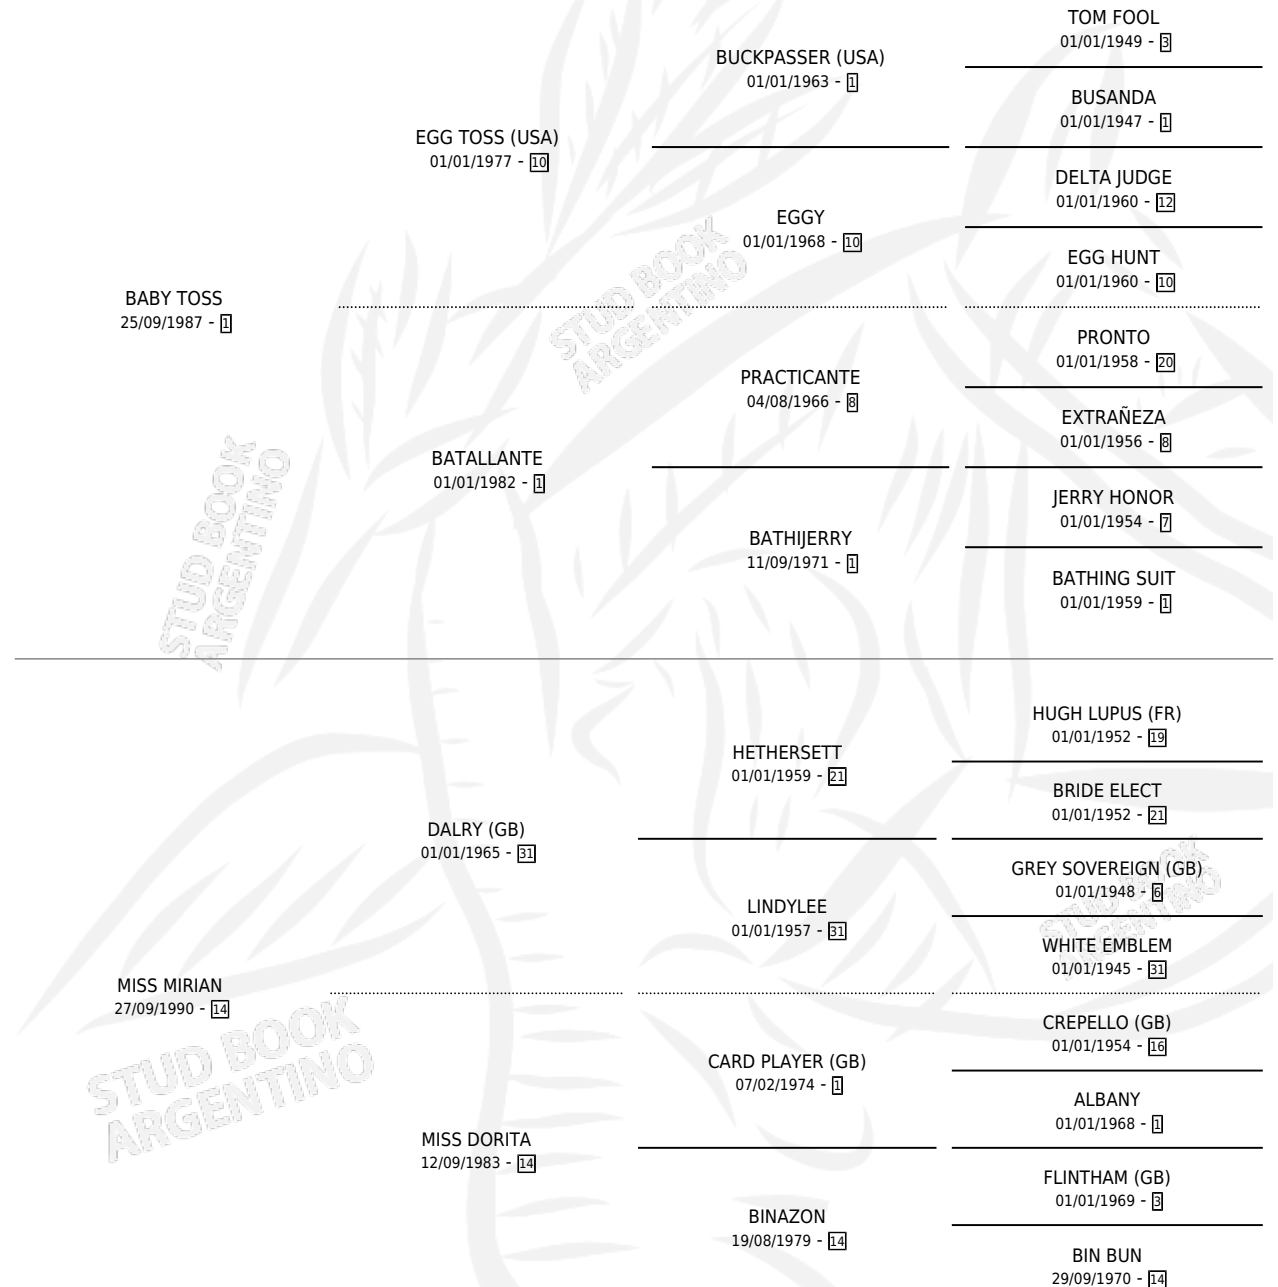 TOM FOOL
01/01/1949 - 3
BUCKPASSER (USA)
01/01/1963 - 1
BUSANDA
01/01/1947 - 1
EGG TOSS (USA)
01/01/1977 - 10
DELTA JUDGE
01/01/1960 - 12
EGGY
01/01/1968 - 10
EGG HUNT
01/01/1960 - 10
BABY TOSS
25/09/1987 - 1
PRONTO
01/01/1958 - 20
PRACTICANTE
04/08/1966 - 8
EXTRAÑEZA
01/01/1956 - 8
BATALLANTE
01/01/1982 - 1
JERRY HONOR
01/01/1954 - 7
BATHIJERRY
11/09/1971 - 1
BATHING SUIT
01/01/1959 - 1
STUD BOOK
ARGENTINO
STUD BOOK
ARGENTINO
HUGH LUPUS (FR)
01/01/1952 - 19
HETHERSETT
01/01/1959 - 21
BRIDE ELECT
01/01/1952 - 21
DALRY (GB)
01/01/1965 - 31
GREY SOVEREIGN (GB)
01/01/1948 - 6
LINDYLEE
01/01/1957 - 31
WHITE EMBLEM
01/01/1945 - 31
STUD BOOK
ARGENTINO
MISS MIRIAN
27/09/1990 - 14
CREPELLO (GB)
01/01/1954 - 16
CARD PLAYER (GB)
07/02/1974 - 1
ALBANY
01/01/1968 - 1
MISS DORITA
12/09/1983 - 14
FLINTHAM (GB)
01/01/1969 - 3
BINAZON
19/08/1979 - 14
BIN BUN
29/09/1970 - 14
STUD BOOK
ARGENTINO